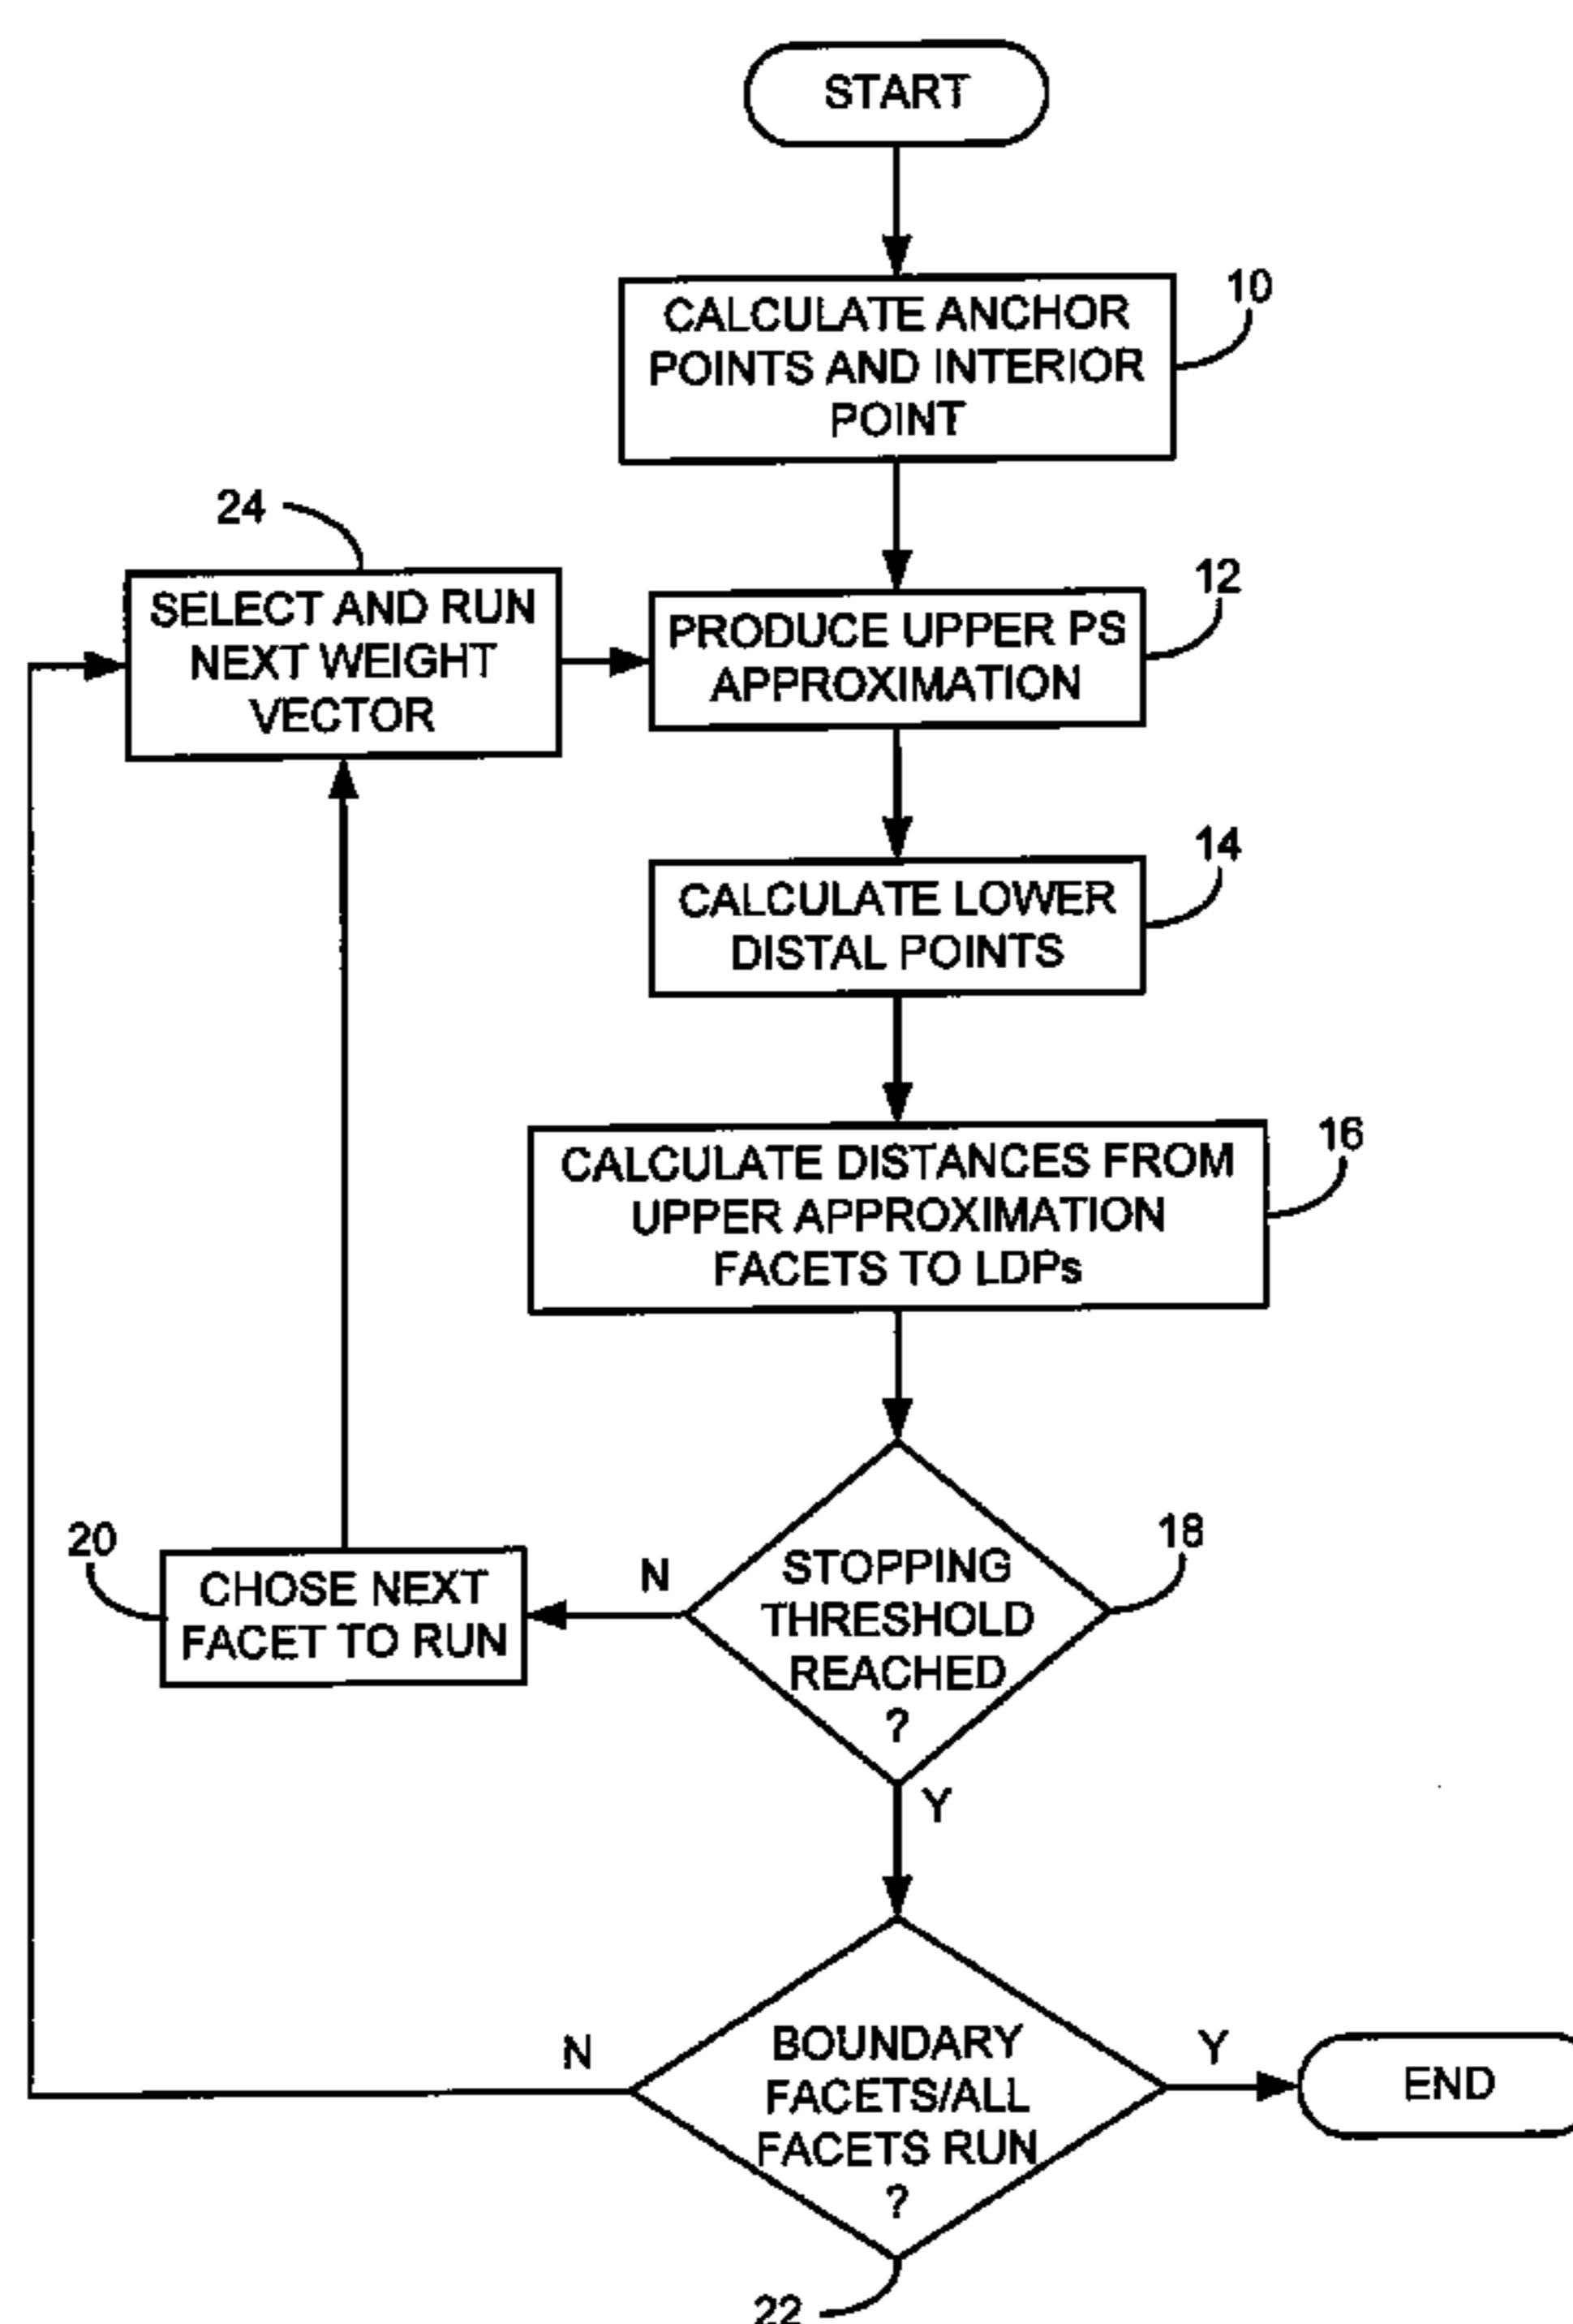 START
CALCULATE ANCHOR
POINTS AND INTERIOR
POINT
10
24
SELECT AND RUN
NEXT WEIGHT
VECTOR
PRODUCE UPPER PS
APPROXIMATION
12
CALCULATE LOWER
DISTAL POINTS
14
CALCULATE DISTANCES FROM
UPPER APPROXIMATION
FACETS TO LDPs
16
20
CHOSE NEXT
FACET TO RUN
N
STOPPING
THRESHOLD
REACHED
?
18
Y
N
BOUNDARY
FACETS/ALL
FACETS RUN
?
Y
END
22